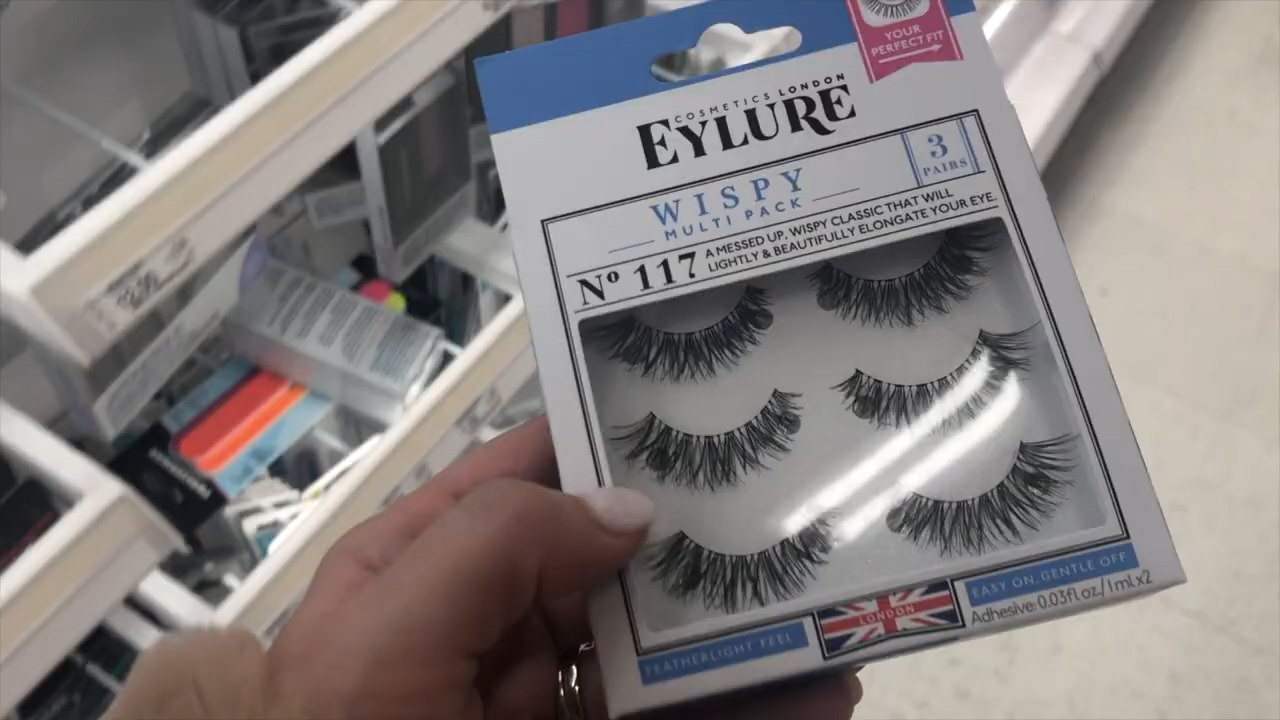 YOUR
PERFECT FIT
COSMETICS LONDON
EYLURE
3
PAIRS
WISPY
MULTI PACK
Nº 117
A MESSED UP, WISPY CLASSIC THAT WILL
LIGHTLY & BEAUTIFULLY ELONGATE YOUR EYE.
FEATHERLIGHT FEEL
LONDON
EASY ON, GENTLE OFF
Adhesive: 0.03fl oz/1ml x2